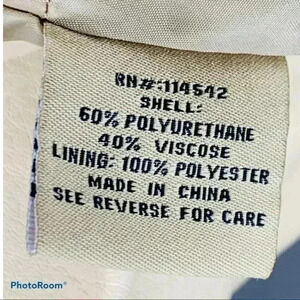 RN#:114542
SHELL:
60% POLYURETHANE
40% VISCOSE
LINING: 100% POLYESTER
MADE IN CHINA
SEE REVERSE FOR CARE
PhotoRoom